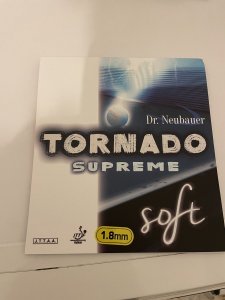 Dr. Neubauer
TORNADO
SUPREME
soft
1.8mm